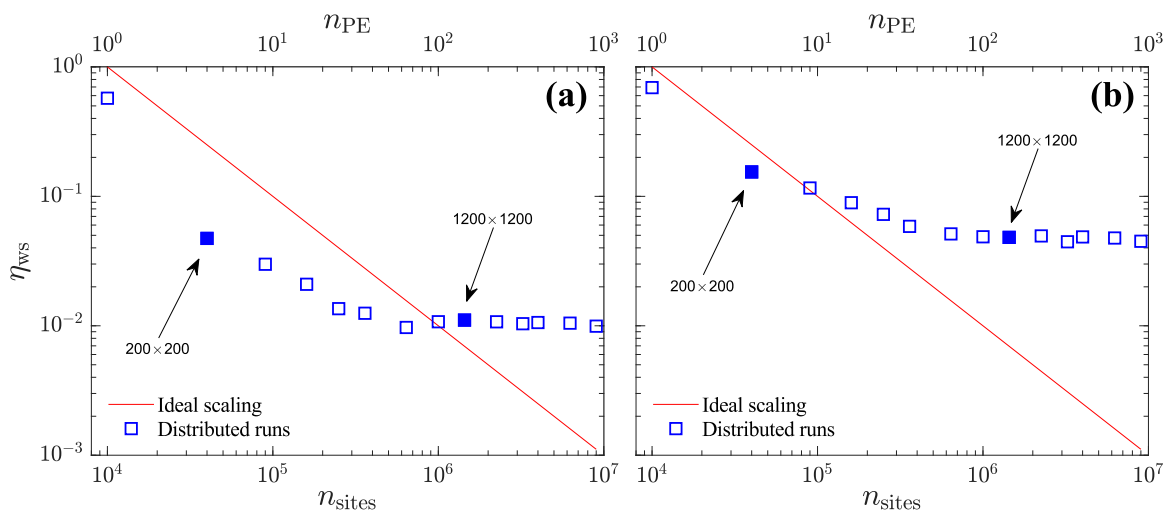 n_PE
10^0 10^1 10^2 10^3
(a)
10^0
10^-1
10^-2
10^-3
η_ws
1200×1200
200×200
Ideal scaling
Distributed runs
10^4 10^5 10^6 10^7
n_sites
n_PE
10^0 10^1 10^2 10^3
(b)
1200×1200
200×200
Ideal scaling
Distributed runs
10^4 10^5 10^6 10^7
n_sites